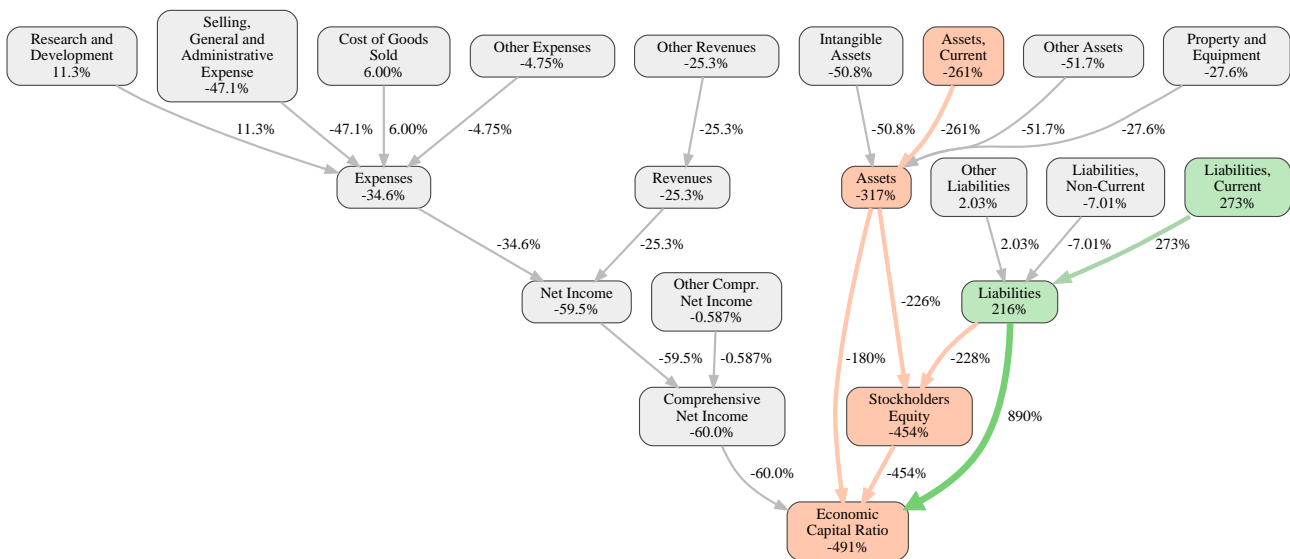 Research and
Development
11.3%
Selling,
General and
Administrative
Expense
-47.1%
Cost of Goods
Sold
6.00%
Other Expenses
-4.75%
Other Revenues
-25.3%
Intangible
Assets
-50.8%
Assets,
Current
-261%
Other Assets
-51.7%
Property and
Equipment
-27.6%
11.3%
-47.1%
6.00%
-4.75%
-25.3%
-50.8%
-261%
-51.7%
-27.6%
Expenses
-34.6%
Revenues
-25.3%
Assets
-317%
Other
Liabilities
2.03%
Liabilities,
Non-Current
-7.01%
Liabilities,
Current
273%
-34.6%
-25.3%
2.03%
-7.01%
273%
Net Income
-59.5%
Other Compr.
Net Income
-0.587%
-226%
Liabilities
216%
-59.5%
-0.587%
-180%
-228%
Comprehensive
Net Income
-60.0%
Stockholders
Equity
-454%
890%
-60.0%
-454%
Economic
Capital Ratio
-491%